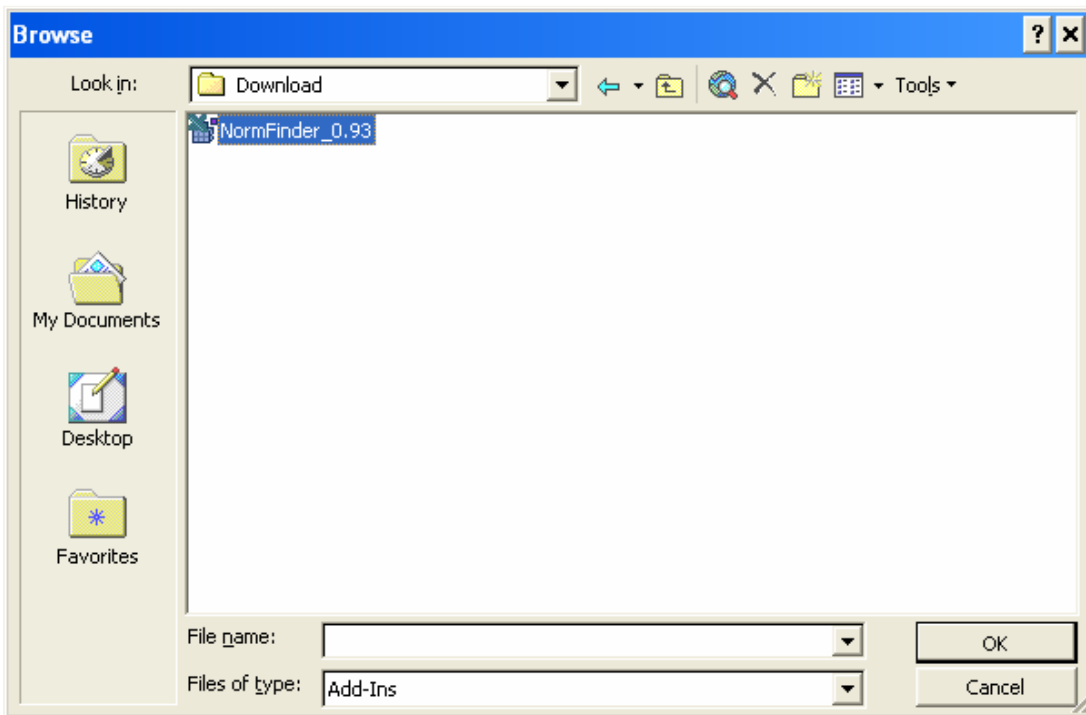 Browse
Look in: Download Tools
NormFinder_0.93
History
My Documents
Desktop
Favorites
File name: OK
Files of type: Add-Ins Cancel